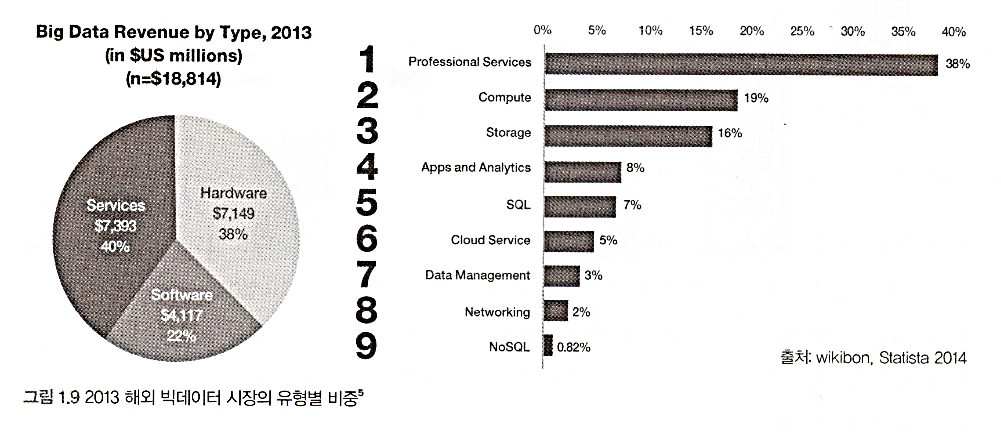 Big Data Revenue by Type, 2013
(in $US millions)
(n=$18,814)
Hardware
$7,149
38%
Services
$7,393
40%
Software
$4,117
22%
0% 5% 10% 15% 20% 25% 30% 35% 40%
1 Professional Services 38%
2 Compute 19%
3 Storage 16%
4 Apps and Analytics 8%
5 SQL 7%
6 Cloud Service 5%
7 Data Management 3%
8 Networking 2%
9 NoSQL 0.82%
출처: wikibon, Statista 2014
그림 1.9 2013 해외 빅데이터 시장의 유형별 비중⁵